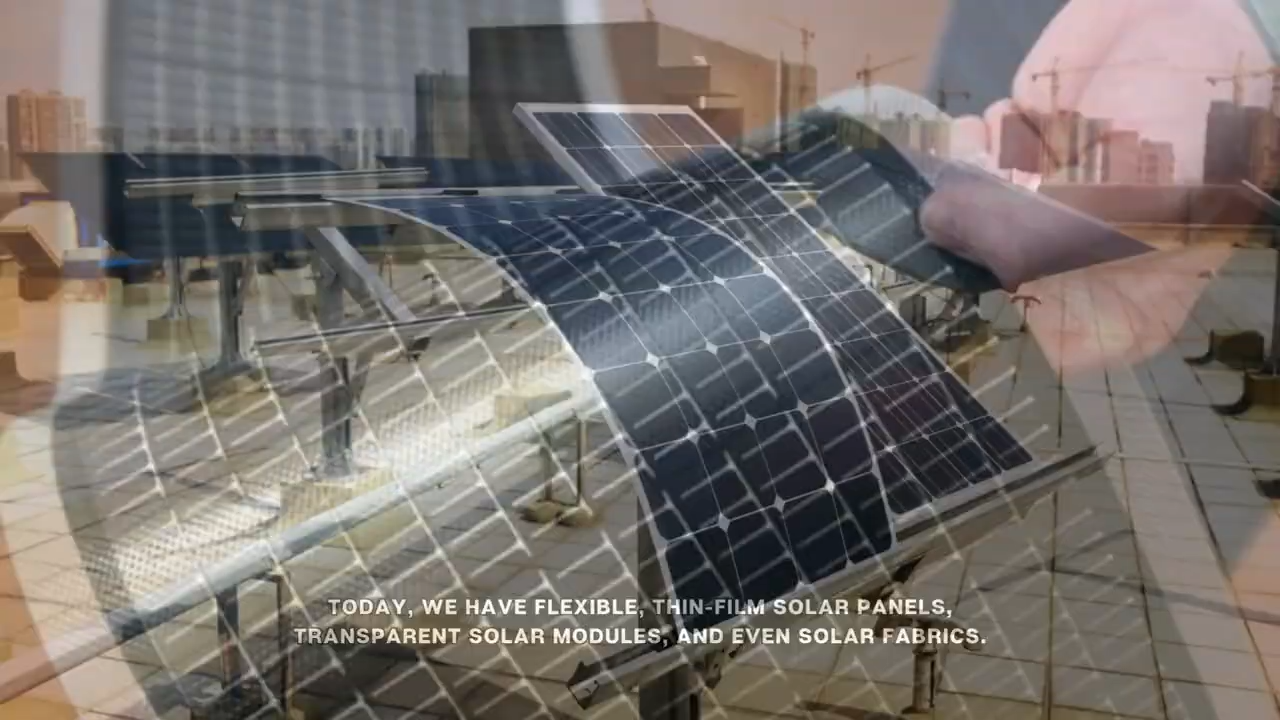 TODAY, WE HAVE FLEXIBLE, THIN-FILM SOLAR PANELS,
TRANSPARENT SOLAR MODULES, AND EVEN SOLAR FABRICS.